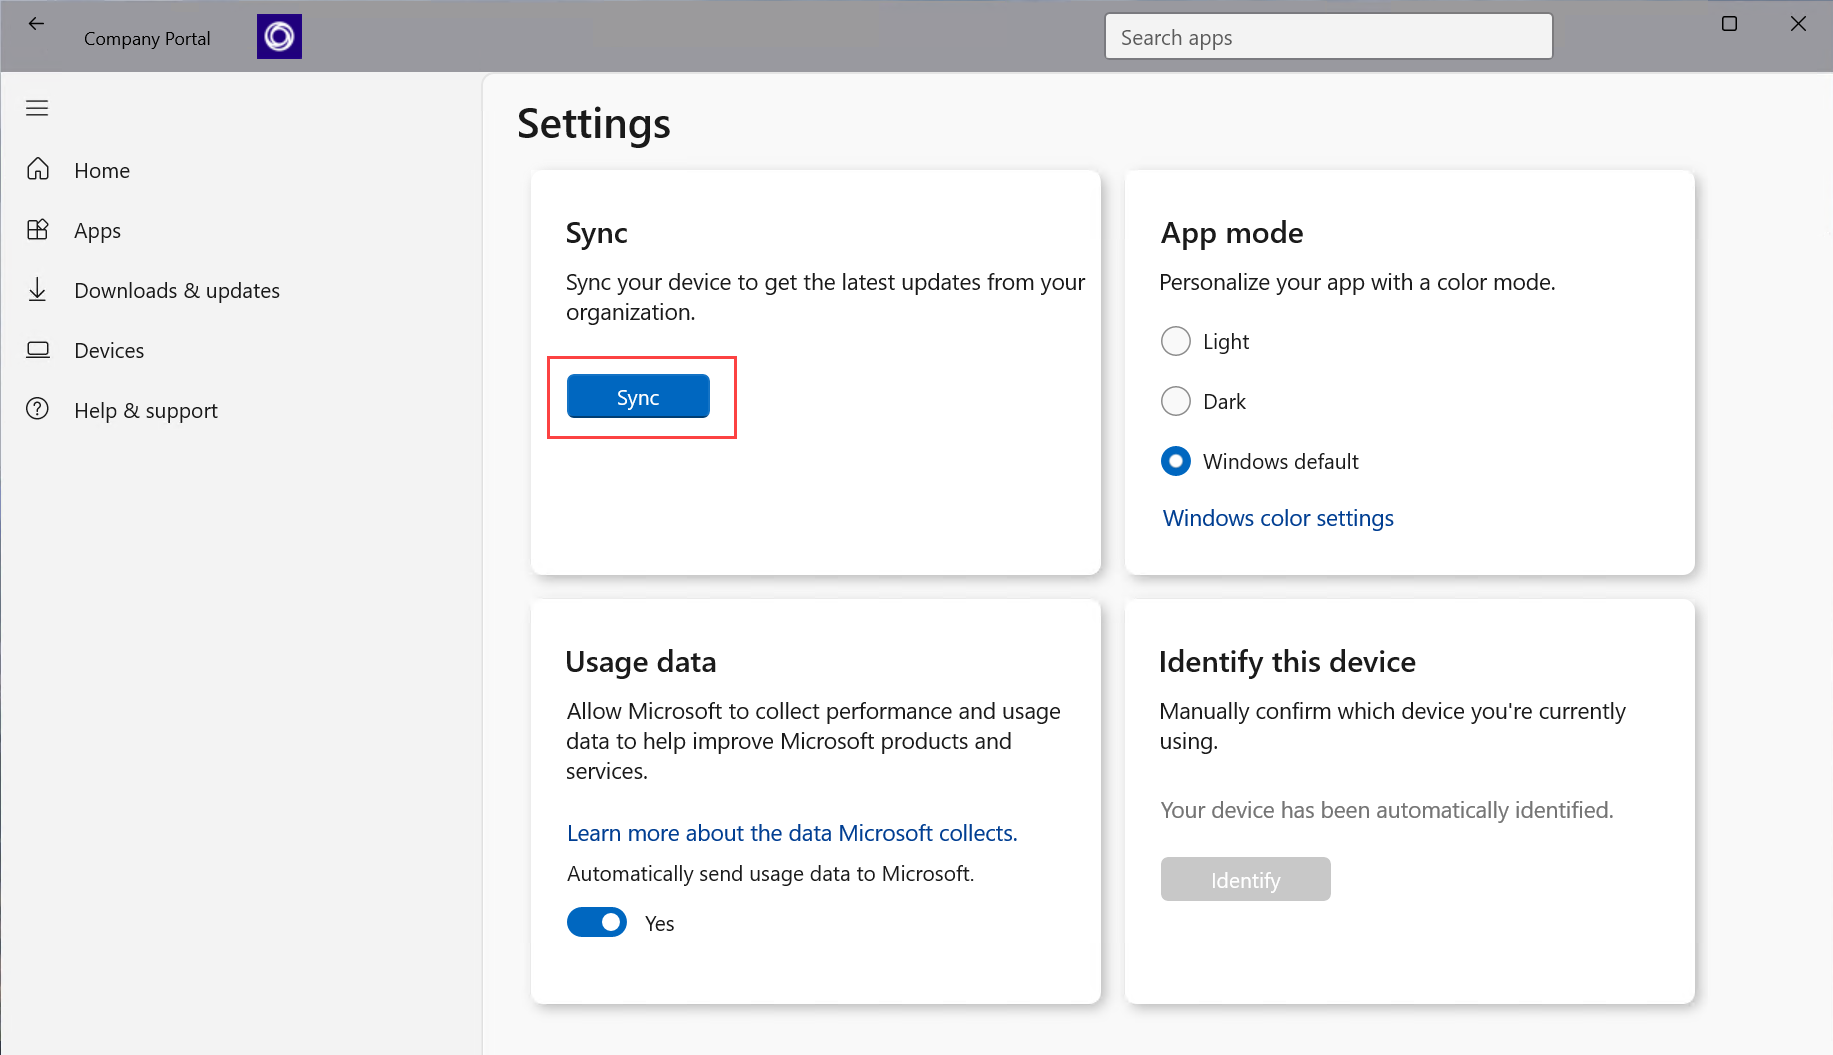 Company Portal
Search apps
Home
Apps
Downloads & updates
Devices
Help & support
Settings
Sync
Sync your device to get the latest updates from your
organization.
Sync
App mode
Personalize your app with a color mode.
Light
Dark
Windows default
Windows color settings
Usage data
Allow Microsoft to collect performance and usage
data to help improve Microsoft products and
services.
Learn more about the data Microsoft collects.
Automatically send usage data to Microsoft.
Yes
Identify this device
Manually confirm which device you're currently
using.
Your device has been automatically identified.
Identify